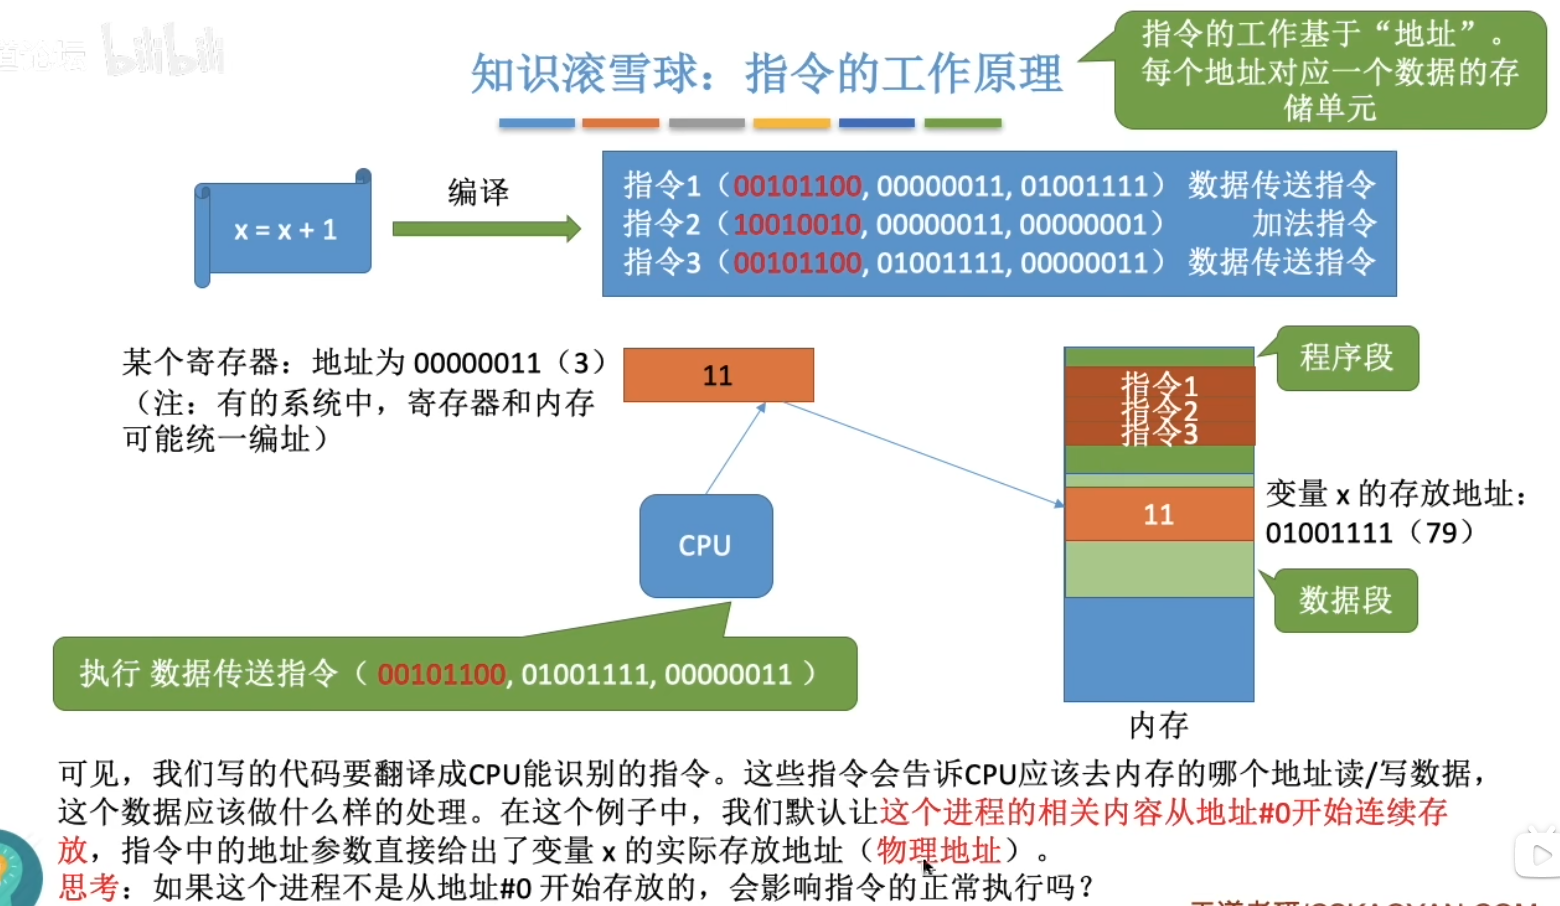 道论坛 bilibili
知识滚雪球：指令的工作原理
指令的工作基于“地址”。
每个地址对应一个数据的存
储单元
x = x + 1
编译
指令1（00101100, 00000011, 01001111） 数据传送指令
指令2（10010010, 00000011, 00000001） 加法指令
指令3（00101100, 01001111, 00000011） 数据传送指令
某个寄存器：地址为 00000011（3）
（注：有的系统中，寄存器和内存
可能统一编址）
11
CPU
执行 数据传送指令（ 00101100, 01001111, 00000011 ）
程序段
指令1
指令2
指令3
11
变量 x 的存放地址：
01001111（79）
数据段
内存
可见，我们写的代码要翻译成CPU能识别的指令。这些指令会告诉CPU应该去内存的哪个地址读/写数据，
这个数据应该做什么样的处理。在这个例子中，我们默认让这个进程的相关内容从地址#0开始连续存
放，指令中的地址参数直接给出了变量 x 的实际存放地址（物理地址）。
思考：如果这个进程不是从地址#0 开始存放的，会影响指令的正常执行吗？